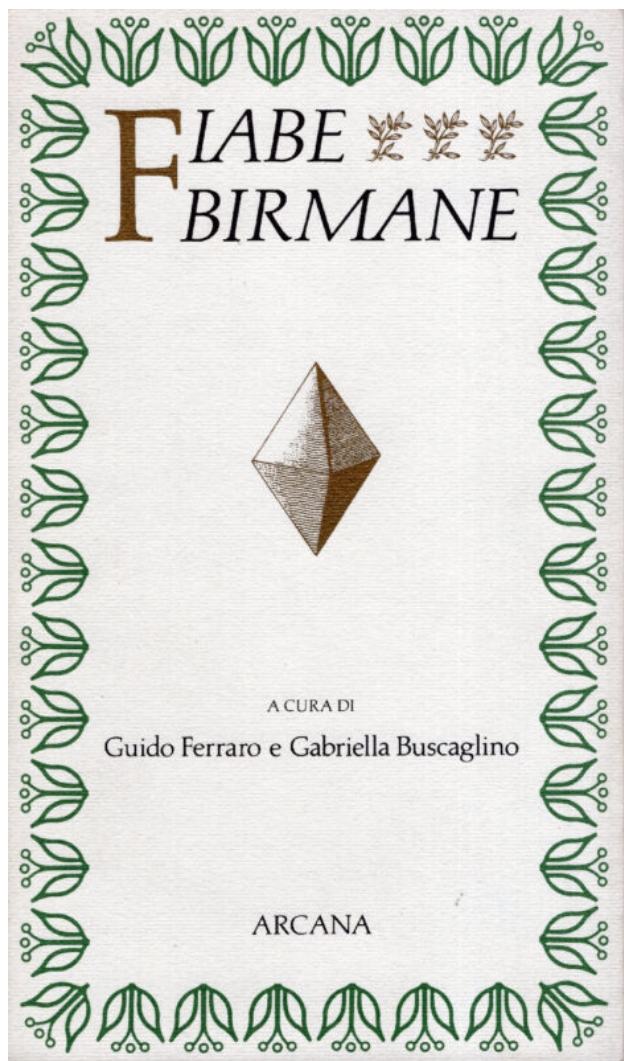 FIABE
BIRMANE
A CURA DI
Guido Ferraro e Gabriella Buscaglino
ARCANA